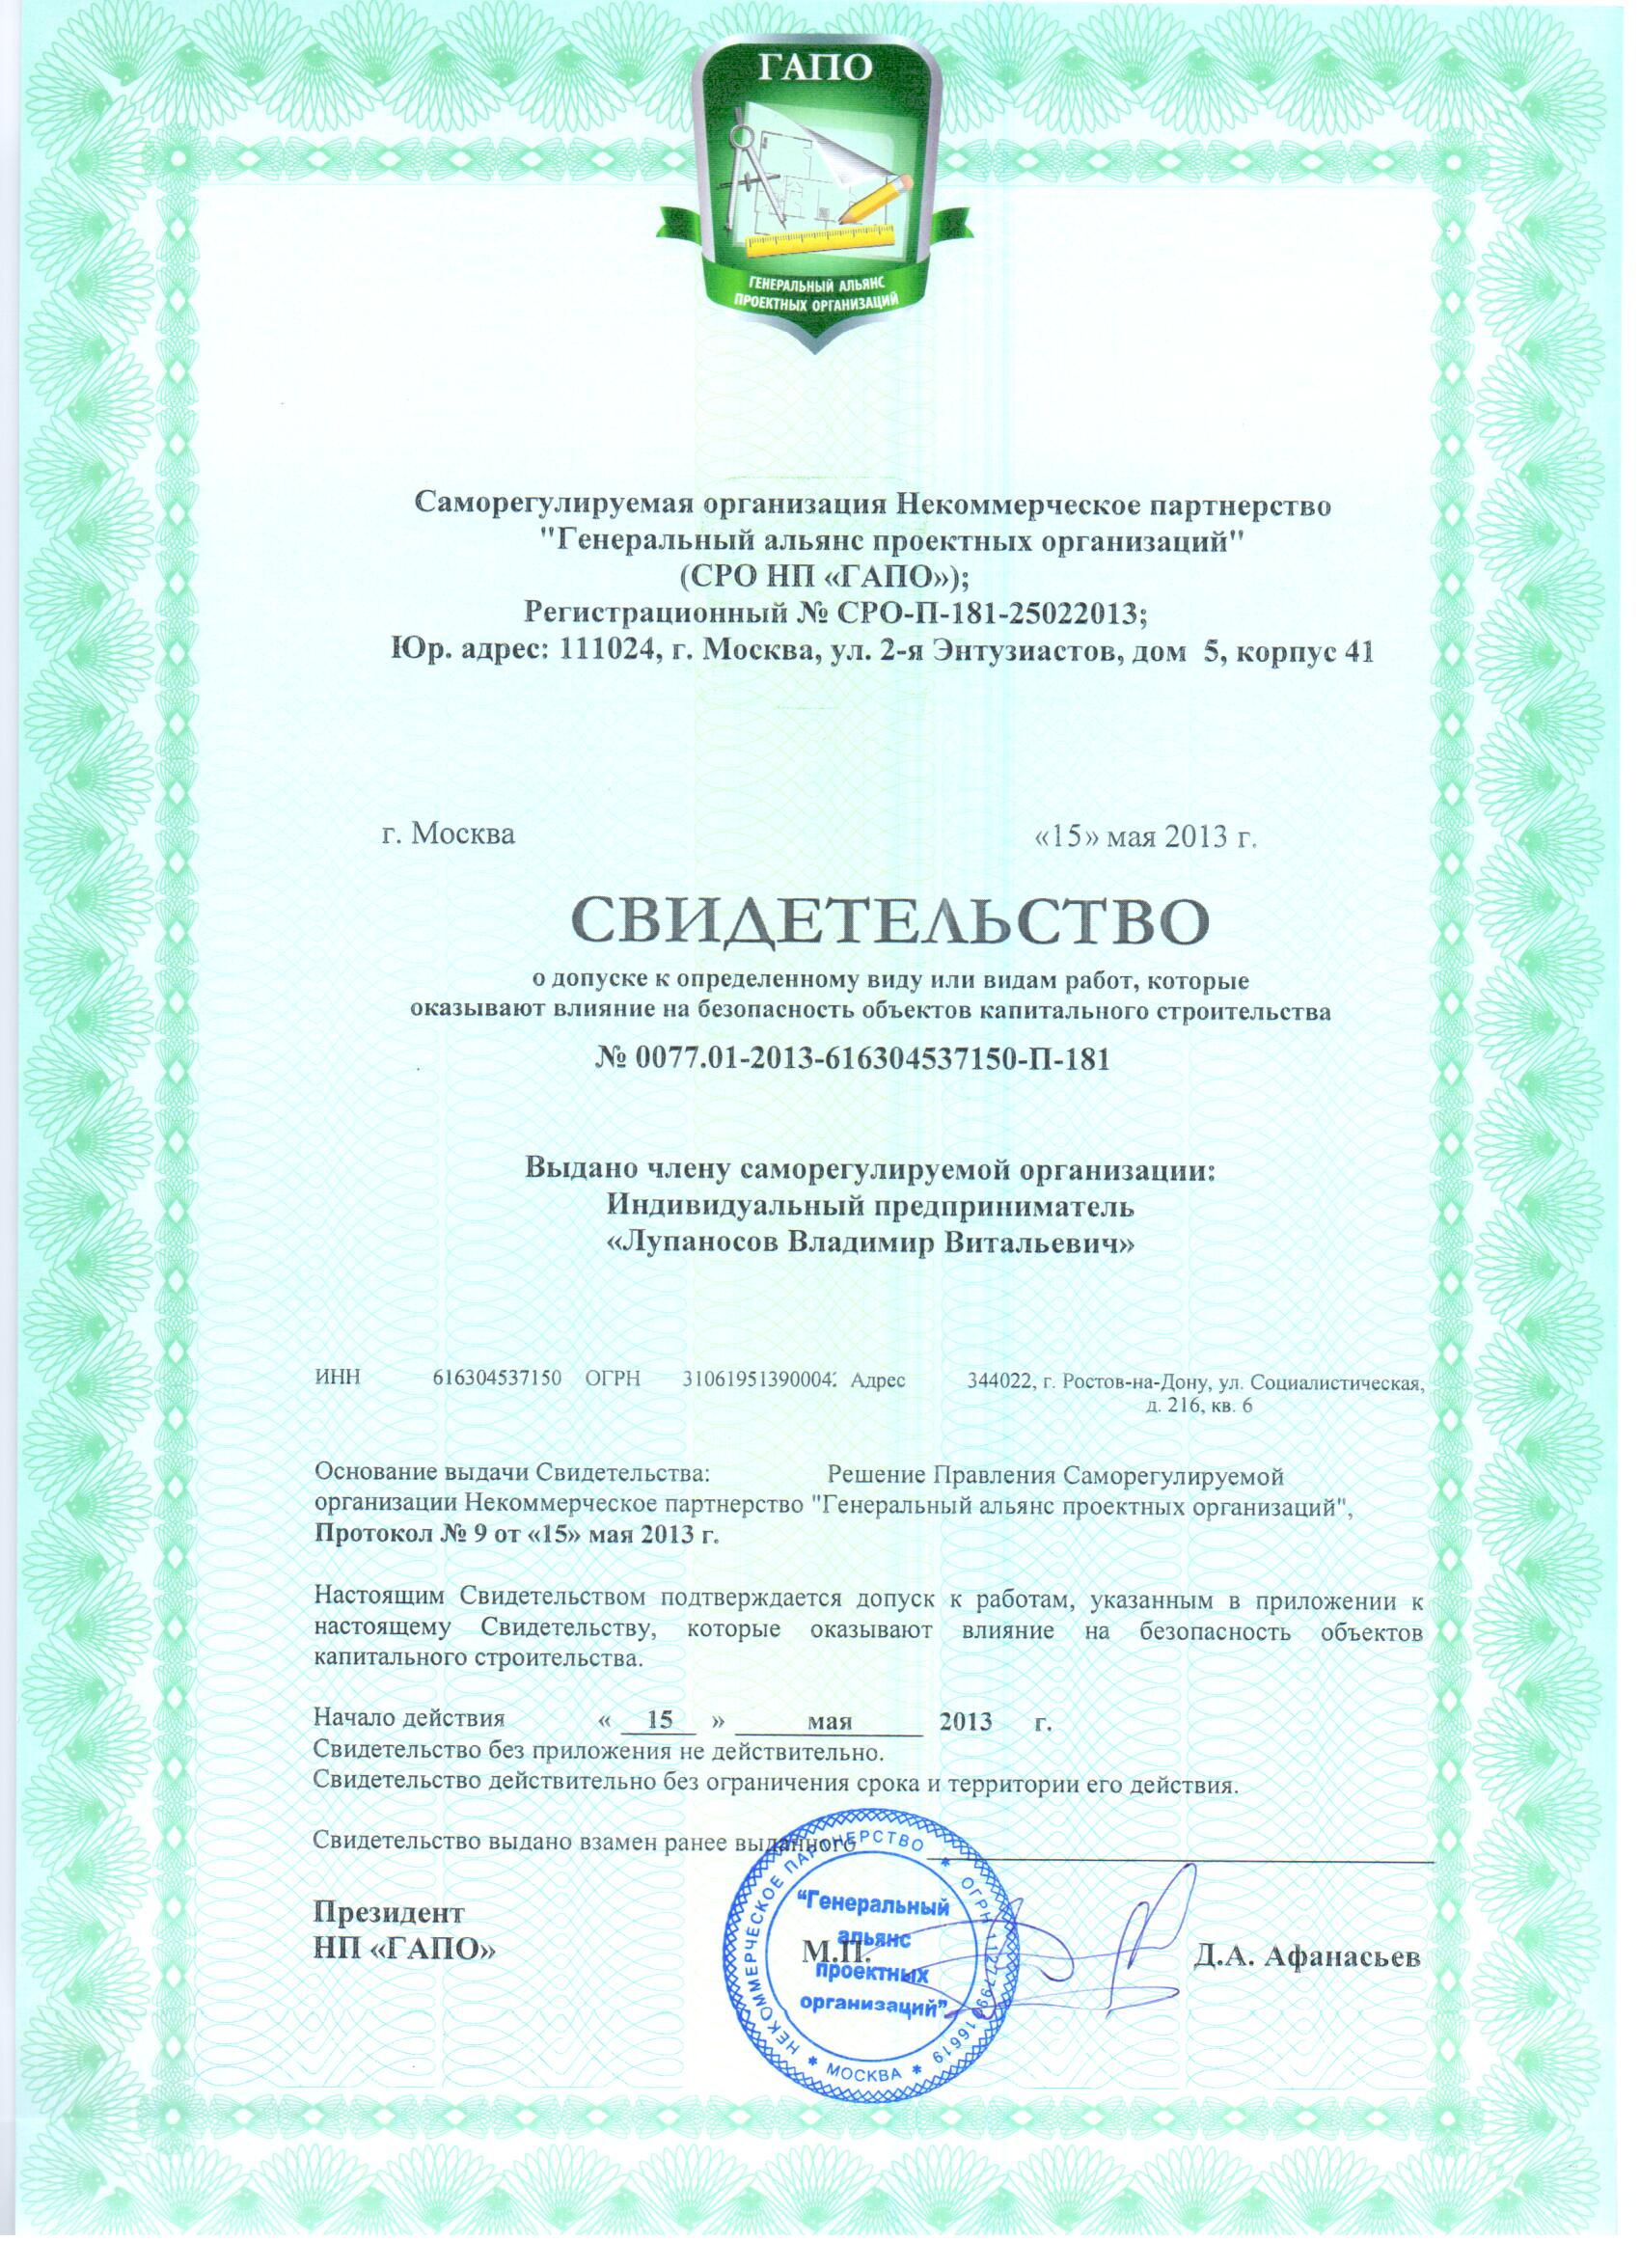 ГАПО
ГЕНЕРАЛЬНЫЙ АЛЬЯНС
ПРОЕКТНЫХ ОРГАНИЗАЦИЙ
Саморегулируемая организация Некоммерческое партнерство
"Генеральный альянс проектных организаций"
(СРО НП «ГАПО»);
Регистрационный № СРО-П-181-25022013;
Юр. адрес: 111024, г. Москва, ул. 2-я Энтузиастов, дом 5, корпус 41
г. Москва «15» мая 2013 г.
СВИДЕТЕЛЬСТВО
о допуске к определенному виду или видам работ, которые
оказывают влияние на безопасность объектов капитального строительства
№ 0077.01-2013-616304537150-П-181
Выдано члену саморегулируемой организации:
Индивидуальный предприниматель
«Лупаносов Владимир Витальевич»
ИНН 616304537150 ОГРН Адрес 344022, г. Ростов-на-Дону, ул. Социалистическая,
д. 216, кв. 6
Основание выдачи Свидетельства: Решение Правления Саморегулируемой
организации Некоммерческое партнерство "Генеральный альянс проектных организаций",
Протокол № 9 от «15» мая 2013 г.
Настоящим Свидетельством подтверждается допуск к работам, указанным в приложении к
настоящему Свидетельству, которые оказывают влияние на безопасность объектов
капитального строительства.
Начало действия « 15 » мая 2013 г.
Свидетельство без приложения не действительно.
Свидетельство действительно без ограничения срока и территории его действия.
Свидетельство выдано взамен ранее выданного
Президент
НП «ГАПО»
М.П.
Д.А. Афанасьев
НЕКОММЕРЧЕСКОЕ ПАРТНЕРСТВО * ОГРН * МОСКВА *
“Генеральный
альянс
проектных
организаций”